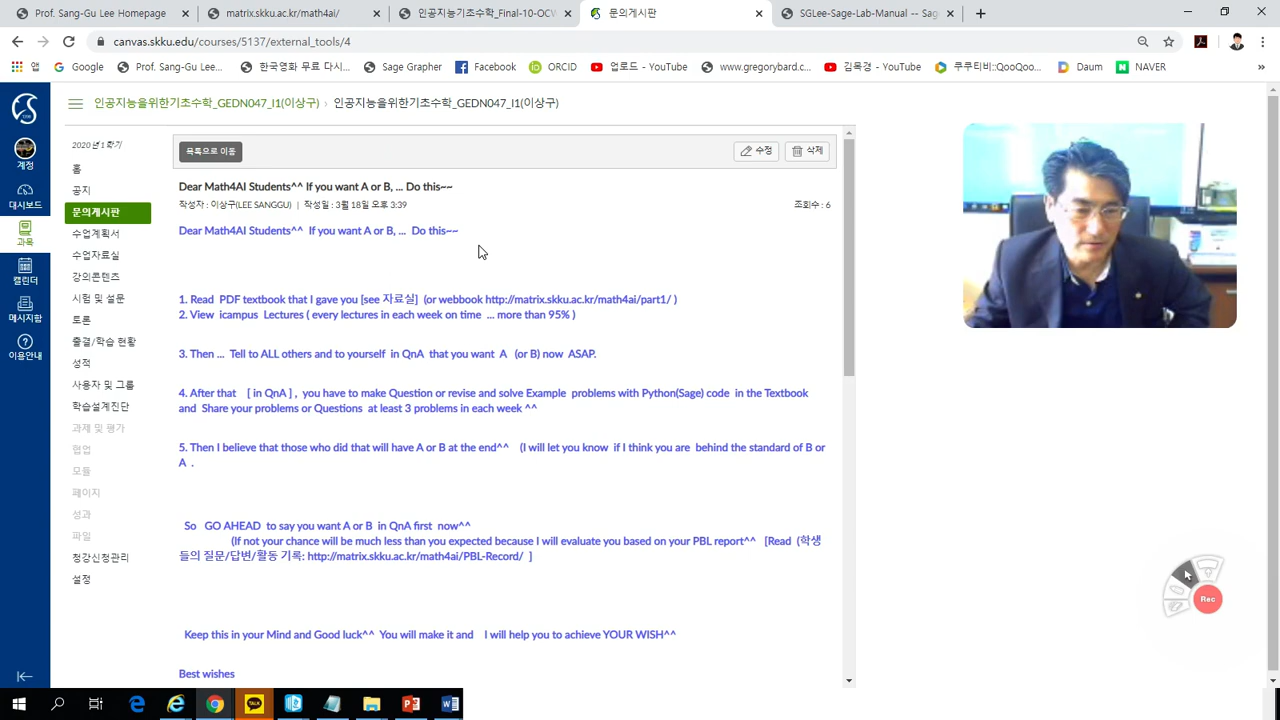 Prof. Sang-Gu Lee (이상구)
matrix.skku.ac.kr/math4ai/
인공지능기초수학_Final-10-OCW
문의게시판
SGLee-Sage-Lab-Manual -- Sag
canvas.skku.edu/courses/5137/external_tools/4
앱
Google
Prof. Sang-Gu Lee...
한국영화 무료 다시...
Sage Grapher
Facebook
ORCID
업로드 - YouTube
www.gregorybard...
김옥경 - YouTube
쿠쿠티비:QooQoo...
Daum
NAVER
»
인공지능을위한기초수학_GEDN047_I1(이상구) › 인공지능을위한기초수학_GEDN047_I1(이상구)
계정
대시보드
과목
캘린더
메시지함
이용안내
2020년 1학기
홈
공지
문의게시판
수업계획서
수업자료실
강의콘텐츠
시험 및 설문
토론
출결/학습 현황
성적
사용자 및 그룹
학습설계진단
과제 및 평가
협업
모듈
페이지
성과
파일
청강신청관리
설정
목록으로 이동
수정
삭제
Dear Math4AI Students^^ If you want A or B, ... Do this~~
작성자 : 이상구(LEE SANGGU) | 작성일 : 3월 18일 오후 3:39
조회수 : 6
Dear Math4AI Students^^ If you want A or B, ... Do this~~
1. Read PDF textbook that I gave you [see 자료실] (or webbook http://matrix.skku.ac.kr/math4ai/part1/ )
2. View icampus Lectures ( every lectures in each week on time ... more than 95% )
3. Then ... Tell to ALL others and to yourself in QnA that you want A (or B) now ASAP.
4. After that [ in QnA ] , you have to make Question or revise and solve Example problems with Python(Sage) code in the Textbook
and Share your problems or Questions at least 3 problems in each week ^^
5. Then I believe that those who did that will have A or B at the end^^ (I will let you know if I think you are behind the standard of B or
A .
So GO AHEAD to say you want A or B in QnA first now^^
(If not your chance will be much less than you expected because I will evaluate you based on your PBL report^^ [Read (학생
들의 질문/답변/활동 기록: http://matrix.skku.ac.kr/math4ai/PBL-Record/ ]
Keep this in your Mind and Good luck^^ You will make it and I will help you to achieve YOUR WISH^^
Best wishes
Rec
TALK